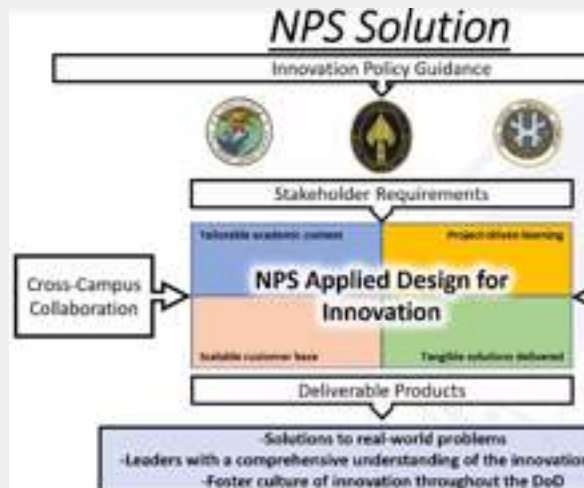 NPS Solution
Innovation Policy Guidance
Stakeholder Requirements
Tailorable academic content
Project-driven learning
Cross-Campus
Collaboration
NPS Applied Design for
Innovation
Scalable customer base
Tangible solutions delivered
Deliverable Products
-Solutions to real-world problems
-Leaders with a comprehensive understanding of the innovation
-Foster culture of innovation throughout the DoD